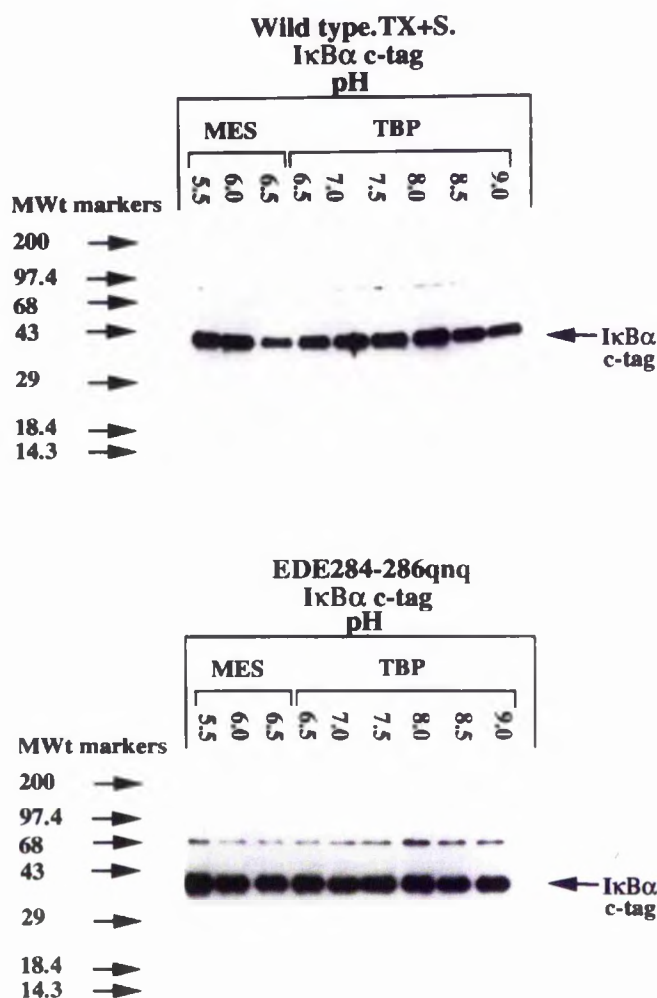 Wild type.TX+S.
IκBα c-tag
pH
MES TBP
5.5 6.0 6.5 6.5 7.0 7.5 8.0 8.5 9.0
MWt markers
200
97.4
68
43
29
18.4
14.3
IκBα
c-tag
EDE284-286qnq
IκBα c-tag
pH
MES TBP
5.5 6.0 6.5 6.5 7.0 7.5 8.0 8.5 9.0
MWt markers
200
97.4
68
43
29
18.4
14.3
IκBα
c-tag